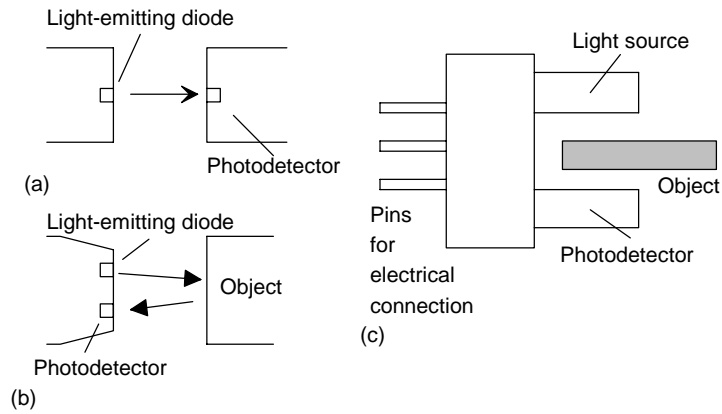 Light-emitting diode
Photodetector
(a)
Light-emitting diode
Object
Photodetector
(b)
Light source
Object
Photodetector
Pins
for
electrical
connection
(c)